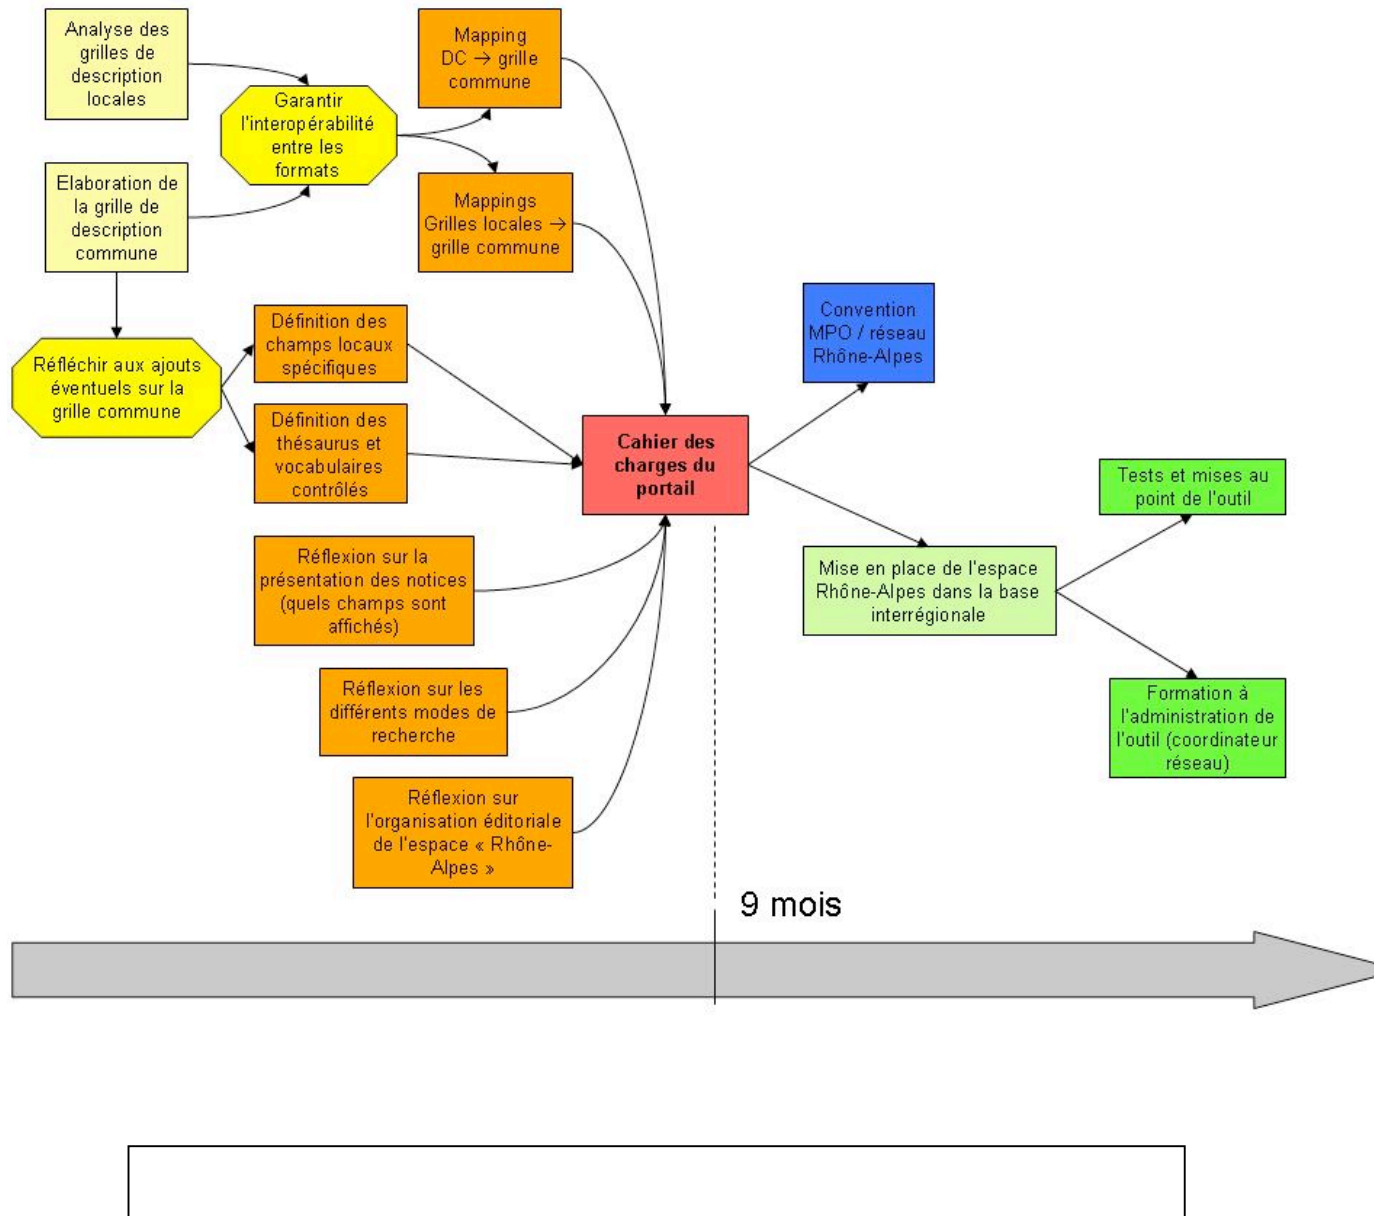 Analyse des
grilles de
description
locales
Garantir
l'interopérabilité
entre les
formats
Mapping
DC → grille
commune
Elaboration de
la grille de
description
commune
Mappings
Grilles locales →
grille commune
Réfléchir aux ajouts
éventuels sur la
grille commune
Définition des
champs locaux
spécifiques
Définition des
thésaurus et
vocabulaires
contrôlés
Réflexion sur la
présentation des notices
(quels champs sont
affichés)
Réflexion sur les
différents modes de
recherche
Réflexion sur
l'organisation éditoriale
de l'espace « Rhône-
Alpes »
Cahier des
charges du
portail
Convention
MPO / réseau
Rhône-Alpes
Mise en place de l'espace
Rhône-Alpes dans la base
interrégionale
Tests et mises au
point de l'outil
Formation à
l'administration de
l'outil (coordinateur
réseau)
9 mois